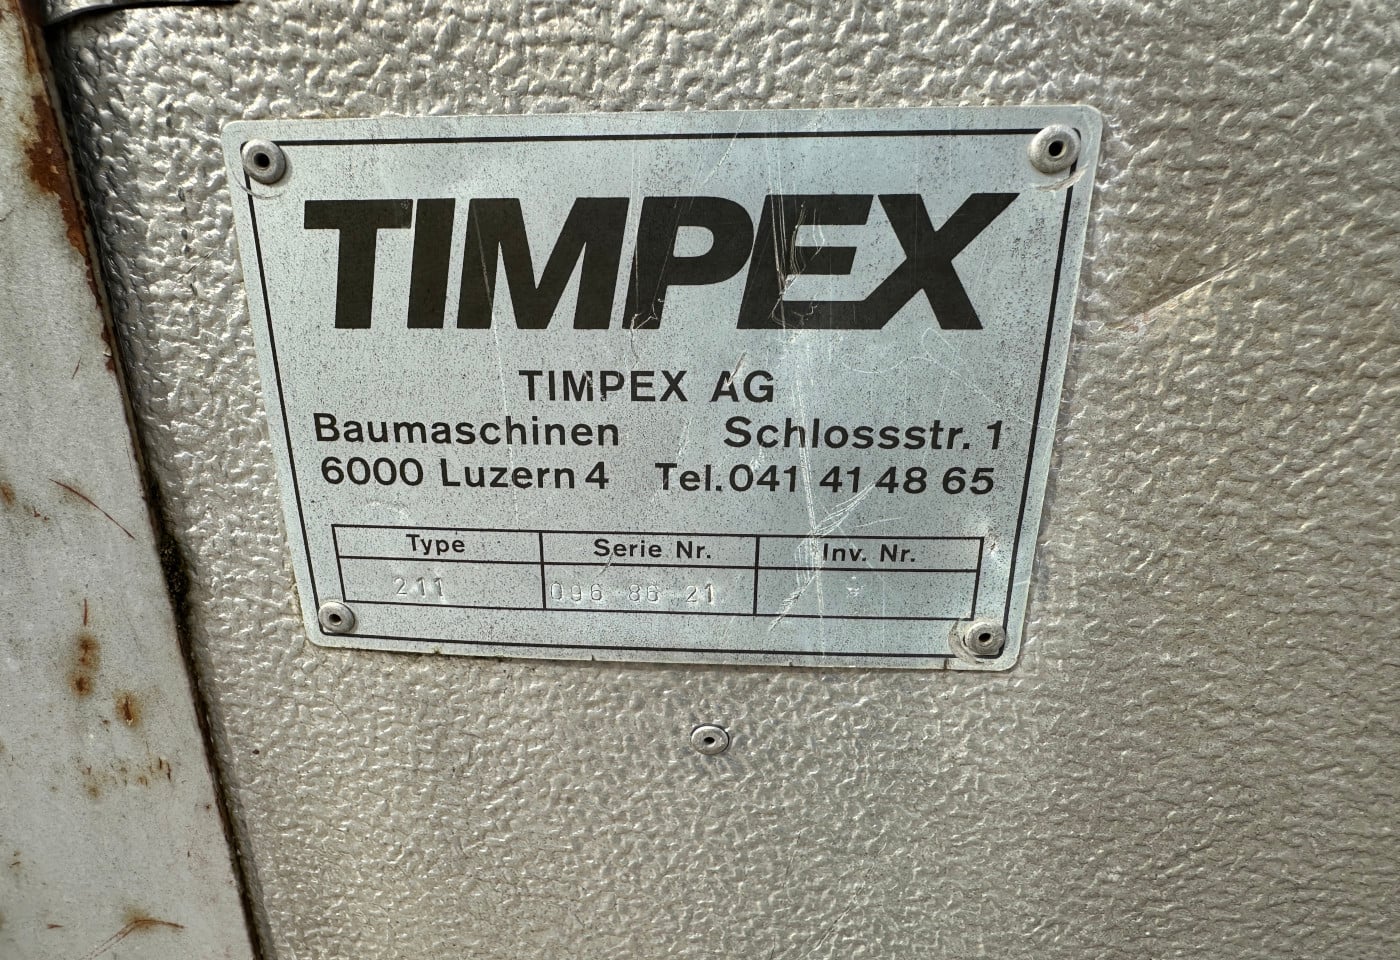 TIMPEX
TIMPEX AG
Baumaschinen Schlossstr. 1
6000 Luzern 4 Tel. 041 41 48 65
Type Serie Nr. Inv. Nr.
211 096 86 21